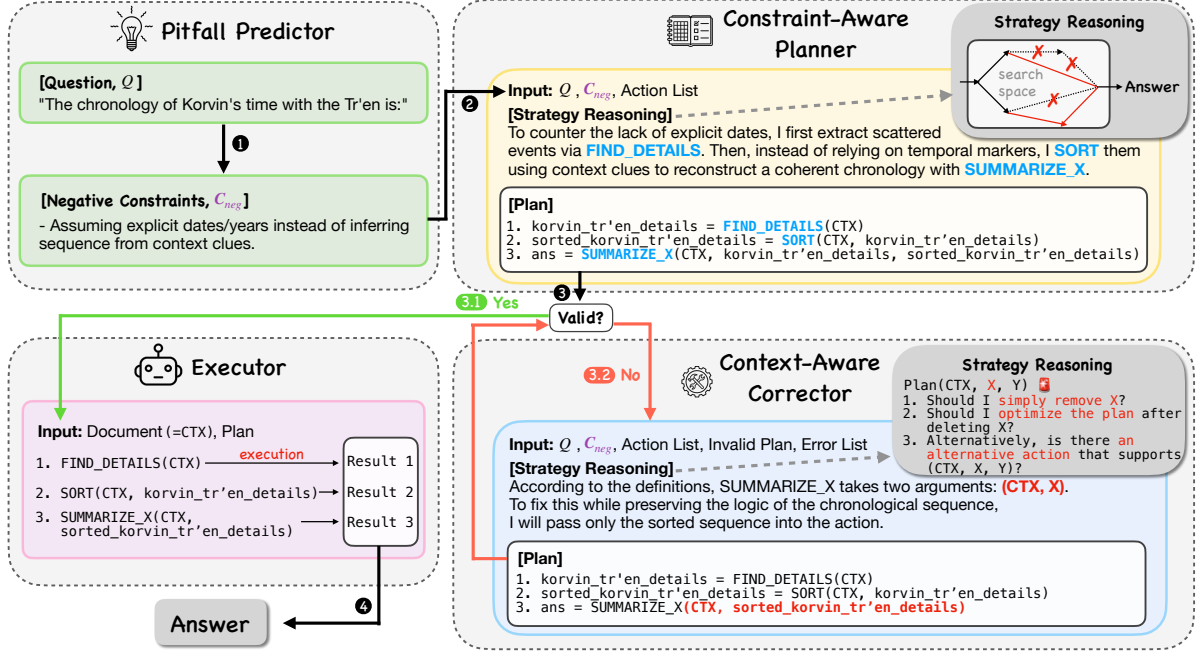 Pitfall Predictor
[Question, Q ]
"The chronology of Korvin's time with the Tr'en is:"
1
[Negative Constraints, Cneg]
- Assuming explicit dates/years instead of inferring
sequence from context clues.
2
Constraint-Aware
Planner
Input: Q , Cneg, Action List
[Strategy Reasoning]
To counter the lack of explicit dates, I first extract scattered
events via FIND_DETAILS. Then, instead of relying on temporal markers, I SORT them
using context clues to reconstruct a coherent chronology with SUMMARIZE_X.
[Plan]
1. korvin_tr'en_details = FIND_DETAILS(CTX)
2. sorted_korvin_tr'en_details = SORT(CTX, korvin_tr’en_details)
3. ans = SUMMARIZE_X(CTX, korvin_tr’en_details, sorted_korvin_tr’en_details)
Strategy Reasoning
search
space
Answer
3
Valid?
3.1 Yes
3.2 No
Executor
Input: Document (=CTX), Plan
1. FIND_DETAILS(CTX)
execution
Result 1
2. SORT(CTX, korvin_tr’en_details)
Result 2
3. SUMMARIZE_X(CTX,
sorted_korvin_tr’en_details)
Result 3
4
Answer
Context-Aware
Corrector
Input: Q , Cneg, Action List, Invalid Plan, Error List
[Strategy Reasoning]
According to the definitions, SUMMARIZE_X takes two arguments: (CTX, X).
To fix this while preserving the logic of the chronological sequence,
I will pass only the sorted sequence into the action.
[Plan]
1. korvin_tr'en_details = FIND_DETAILS(CTX)
2. sorted_korvin_tr'en_details = SORT(CTX, korvin_tr’en_details)
3. ans = SUMMARIZE_X(CTX, sorted_korvin_tr’en_details)
Strategy Reasoning
Plan(CTX, X, Y)
1. Should I simply remove X?
2. Should I optimize the plan after
deleting X?
3. Alternatively, is there an
alternative action that supports
(CTX, X, Y)?